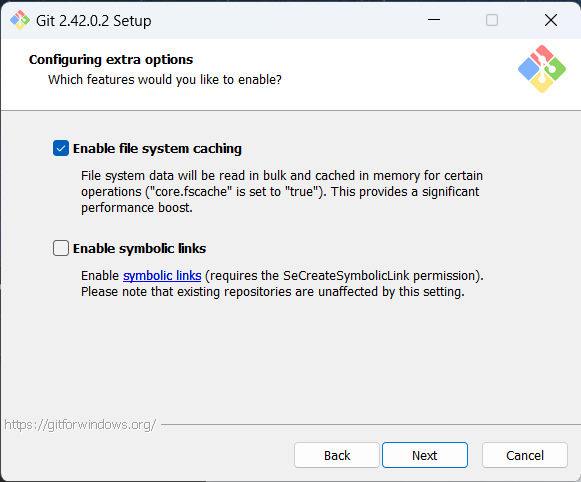 Git 2.42.0.2 Setup
Configuring extra options
Which features would you like to enable?
Enable file system caching
File system data will be read in bulk and cached in memory for certain
operations ("core.fscache" is set to "true"). This provides a significant
performance boost.
Enable symbolic links
Enable symbolic links (requires the SeCreateSymbolicLink permission).
Please note that existing repositories are unaffected by this setting.
https://gitforwindows.org/
Back
Next
Cancel